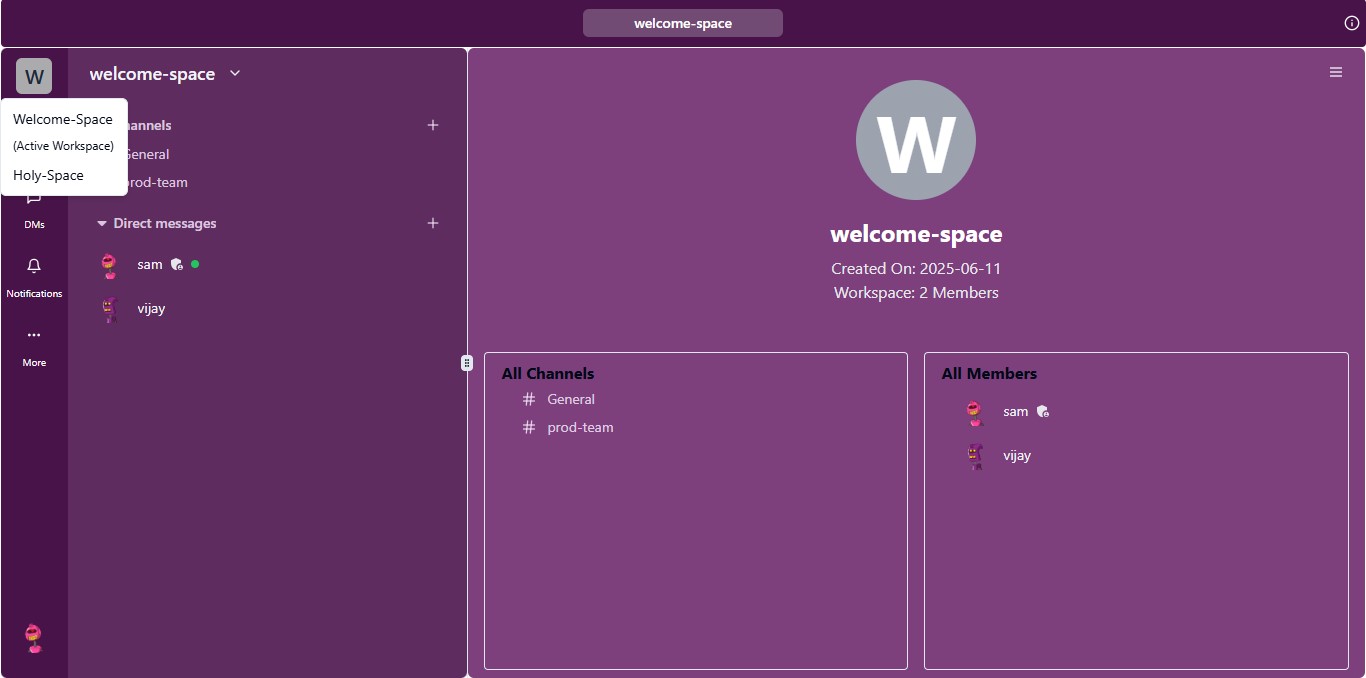 welcome-space
W
welcome-space
Welcome-Space
(Active Workspace)
Holy-Space
General
prod-team
DMs
Direct messages
sam
vijay
Notifications
More
W
welcome-space
Created On: 2025-06-11
Workspace: 2 Members
All Channels
General
prod-team
All Members
sam
vijay